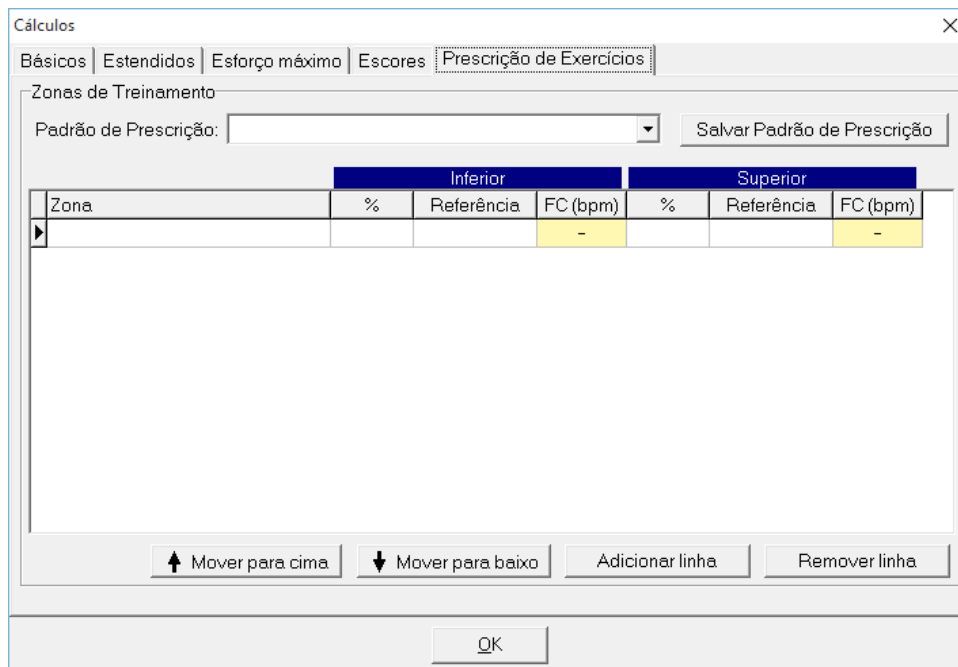 Cálculos
Básicos Estendidos Esforço máximo Escores Prescrição de Exercícios
Zonas de Treinamento
Padrão de Prescrição: Salvar Padrão de Prescrição
Inferior Superior
Zona % Referência FC (bpm) % Referência FC (bpm)
- -
Mover para cima Mover para baixo Adicionar linha Remover linha
OK